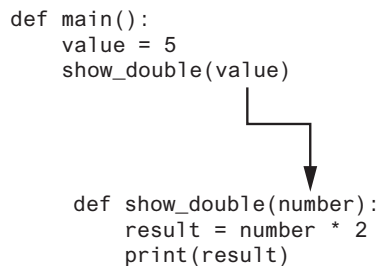 def main():
    value = 5
    show_double(value)
def show_double(number):
    result = number * 2
    print(result)